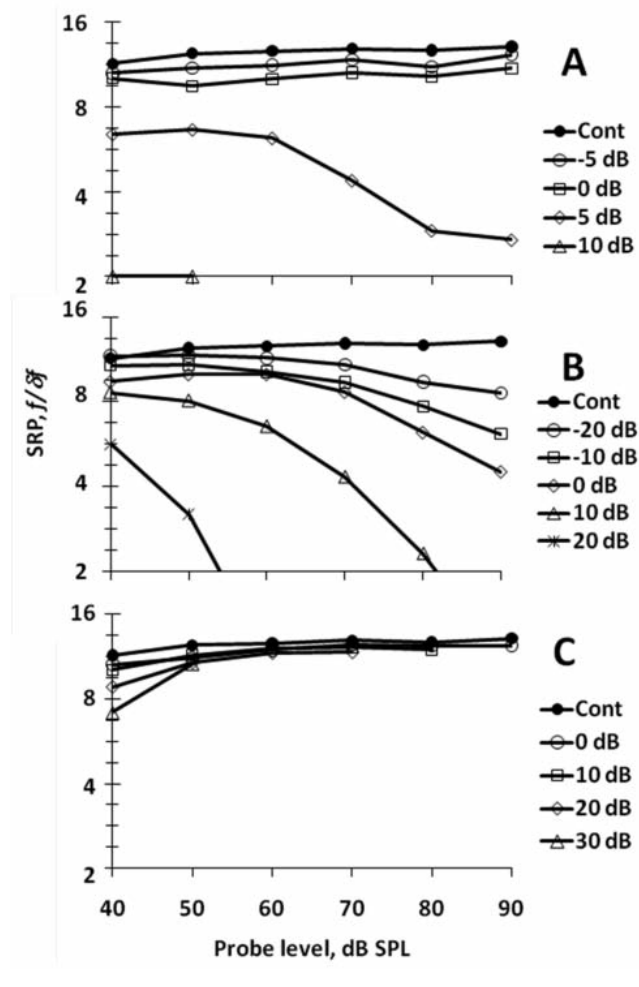 16
8
4
2
A
Cont
-5 dB
0 dB
5 dB
10 dB
16
8
4
2
B
Cont
-20 dB
-10 dB
0 dB
10 dB
20 dB
SRP, f/δf
16
8
4
2
C
Cont
0 dB
10 dB
20 dB
30 dB
40 50 60 70 80 90
Probe level, dB SPL